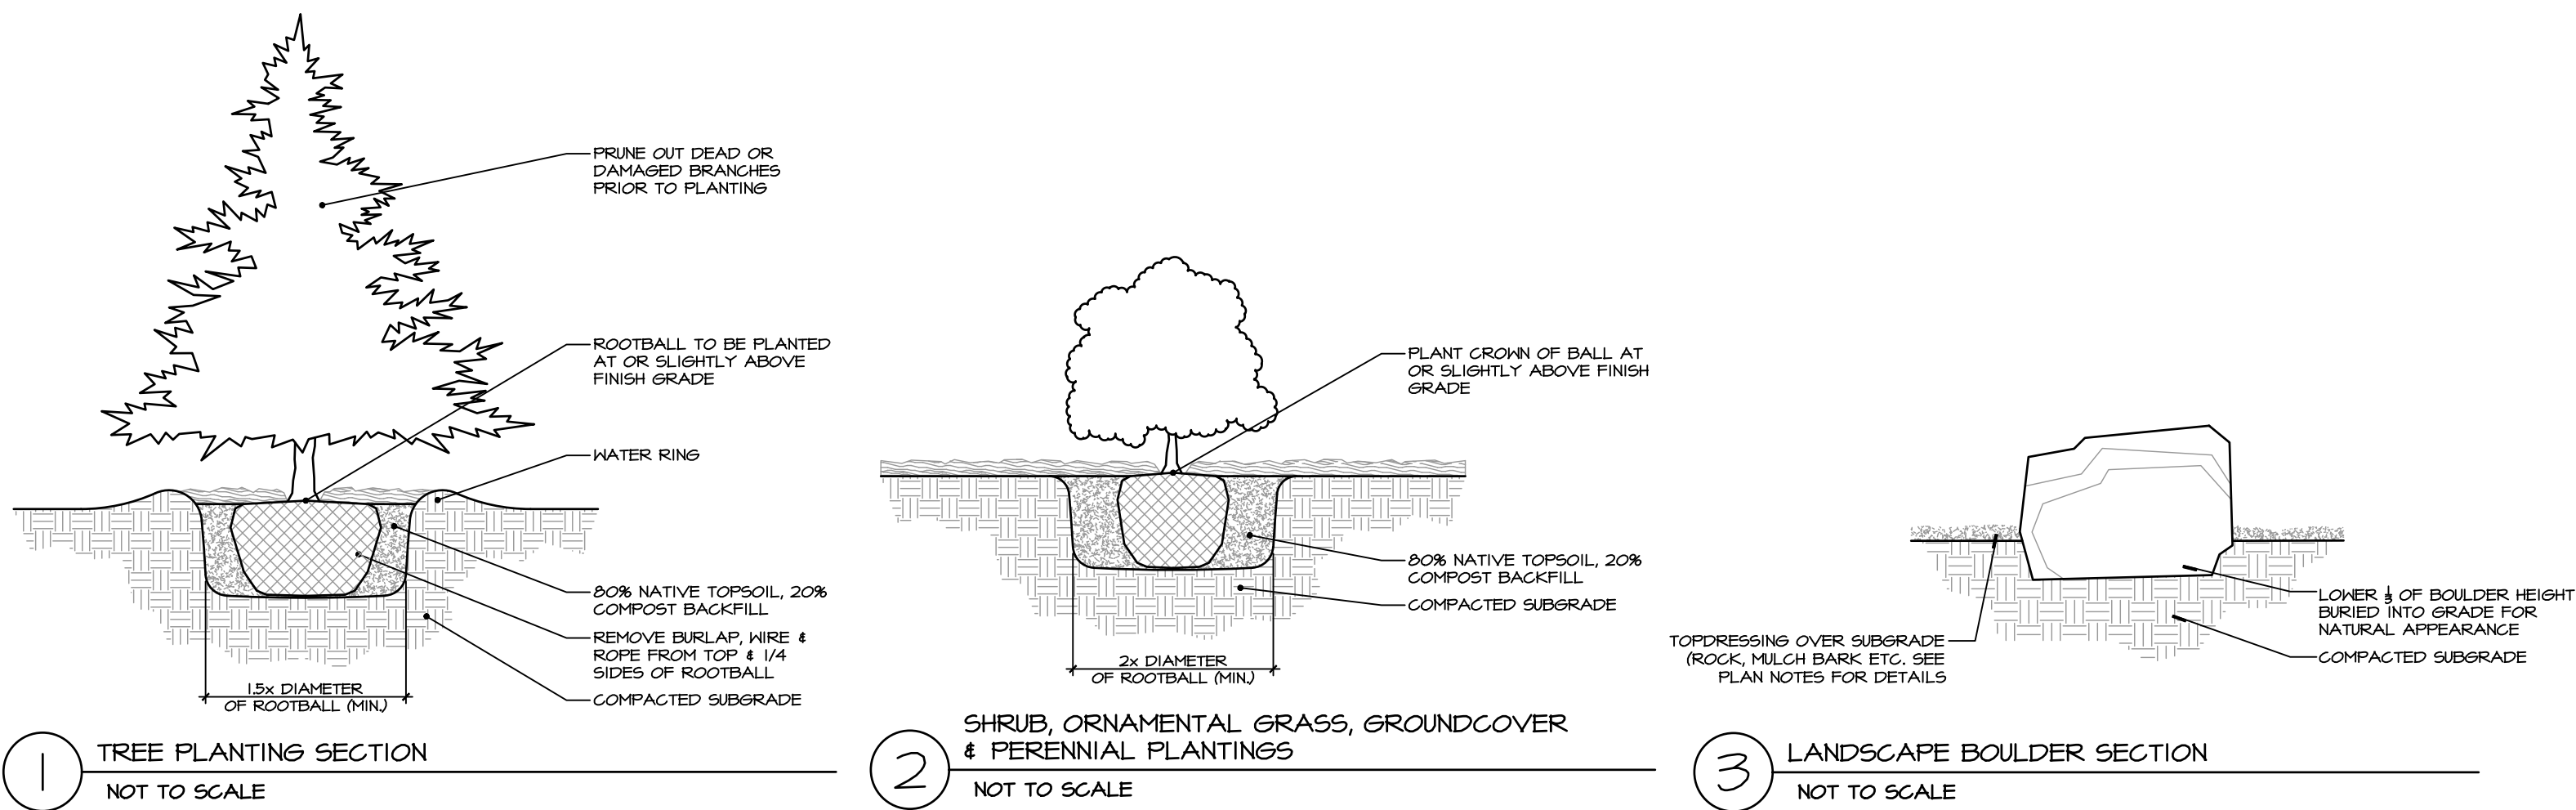 PRUNE OUT DEAD OR
DAMAGED BRANCHES
PRIOR TO PLANTING
ROOTBALL TO BE PLANTED
AT OR SLIGHTLY ABOVE
FINISH GRADE
WATER RING
80% NATIVE TOPSOIL, 20%
COMPOST BACKFILL
REMOVE BURLAP, WIRE &
ROPE FROM TOP & 1/4
SIDES OF ROOTBALL
COMPACTED SUBGRADE
1.5x DIAMETER
OF ROOTBALL (MIN.)
1
TREE PLANTING SECTION
NOT TO SCALE
PLANT CROWN OF BALL AT
OR SLIGHTLY ABOVE FINISH
GRADE
80% NATIVE TOPSOIL, 20%
COMPOST BACKFILL
COMPACTED SUBGRADE
2x DIAMETER
OF ROOTBALL (MIN.)
2
SHRUB, ORNAMENTAL GRASS, GROUNDCOVER
& PERENNIAL PLANTINGS
NOT TO SCALE
TOPDRESSING OVER SUBGRADE
(ROCK, MULCH BARK ETC. SEE
PLAN NOTES FOR DETAILS
LOWER 1/3 OF BOULDER HEIGHT
BURIED INTO GRADE FOR
NATURAL APPEARANCE
COMPACTED SUBGRADE
3
LANDSCAPE BOULDER SECTION
NOT TO SCALE